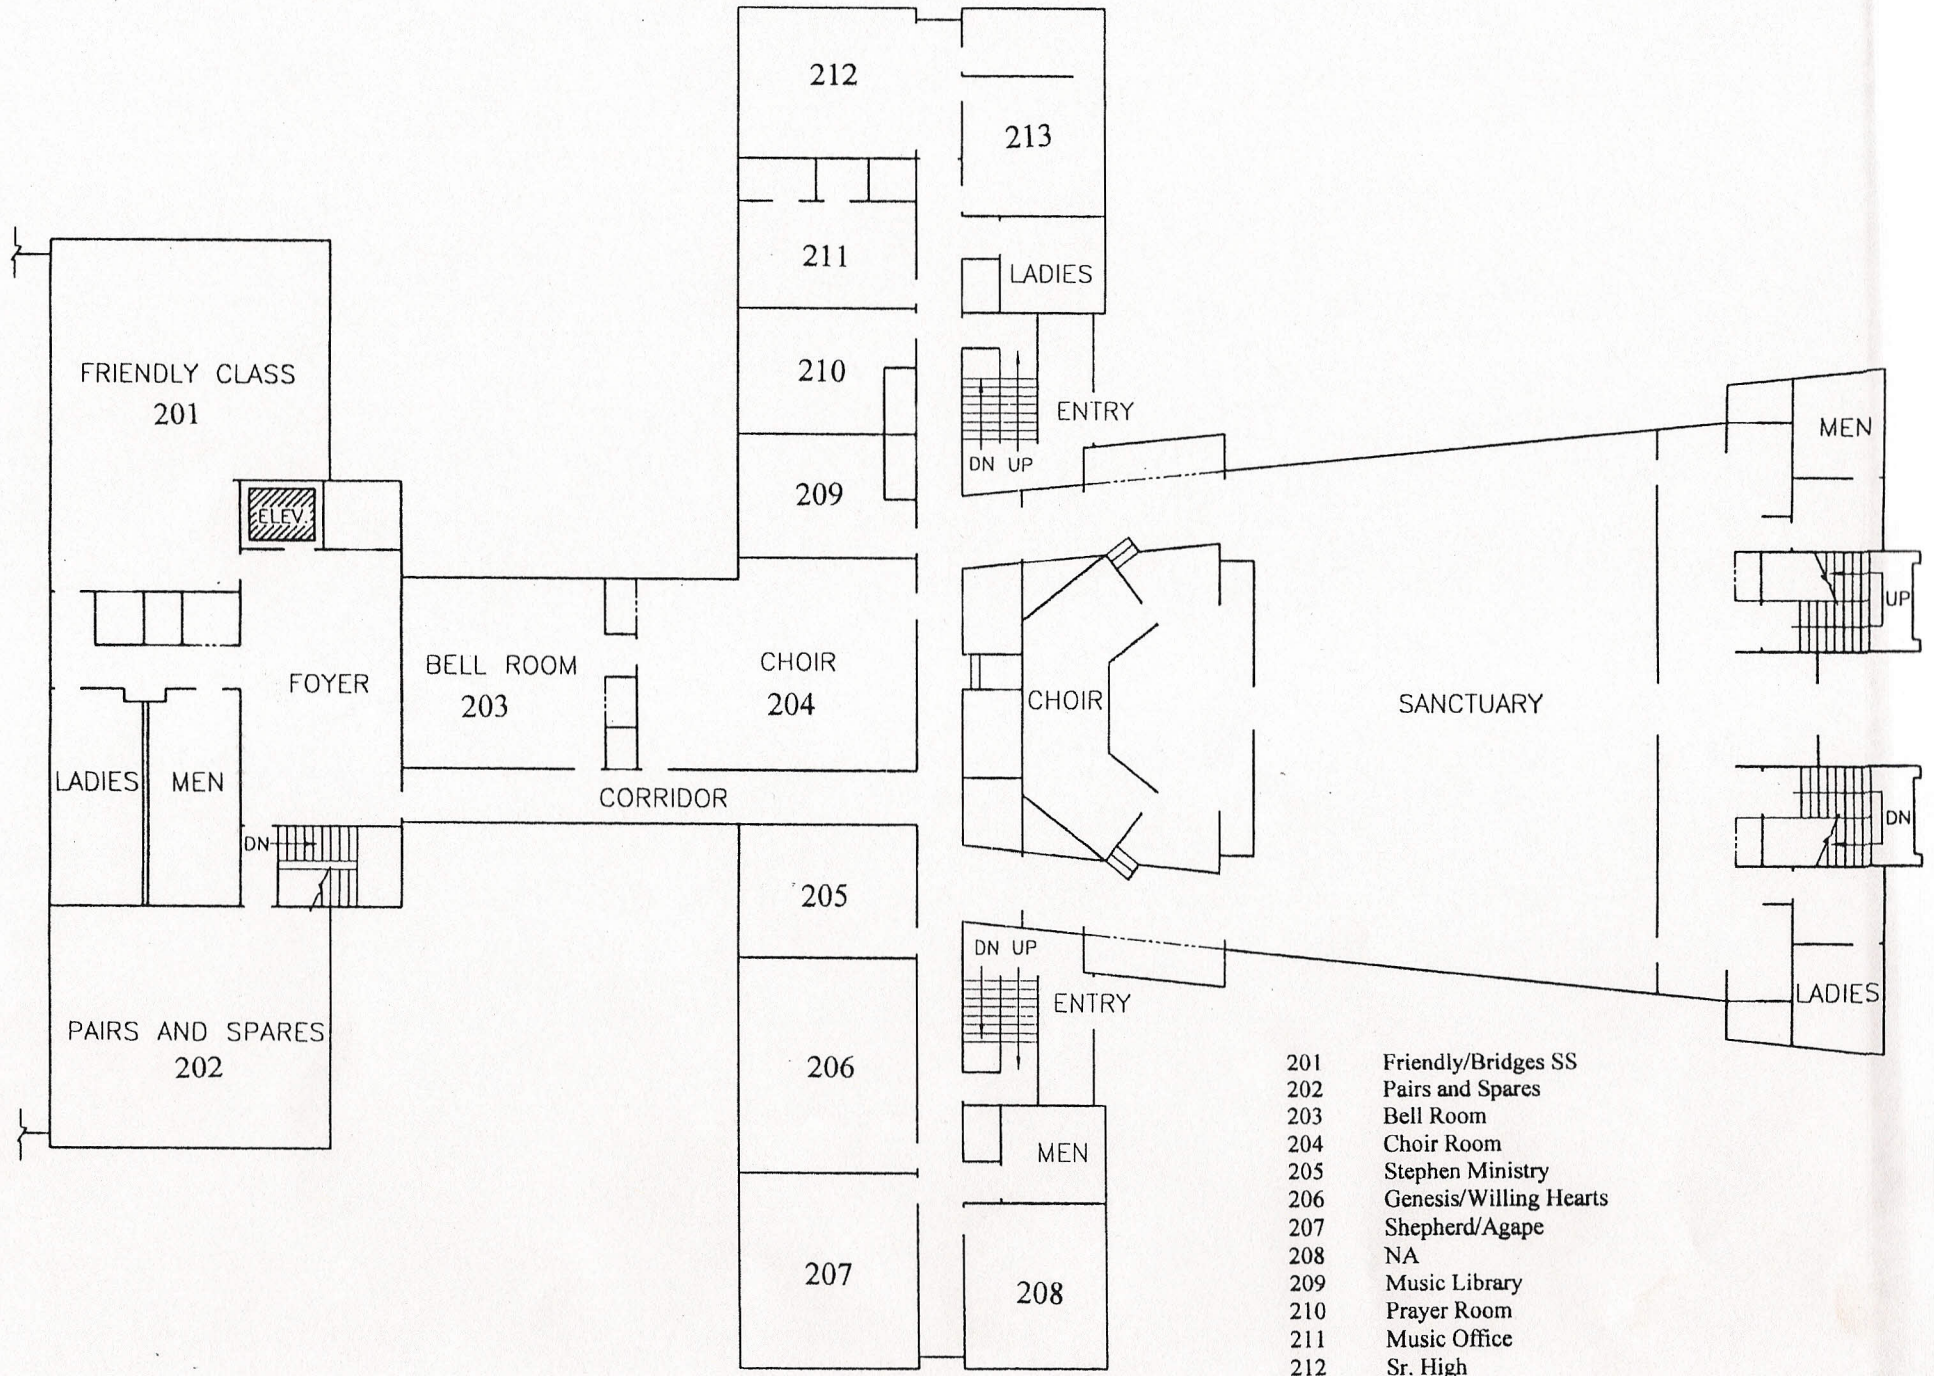 212
213
211
LADIES
FRIENDLY CLASS
201
210
ENTRY
MEN
DN UP
209
ELEV.
UP
BELL ROOM
203
CHOIR
204
FOYER
CHOIR
SANCTUARY
LADIES
MEN
CORRIDOR
DN
DN
205
DN UP
ENTRY
LADIES
PAIRS AND SPARES
202
206
MEN
207
208
201 Friendly/Bridges SS
202 Pairs and Spares
203 Bell Room
204 Choir Room
205 Stephen Ministry
206 Genesis/Willing Hearts
207 Shepherd/Agape
208 NA
209 Music Library
210 Prayer Room
211 Music Office
212 Sr. High